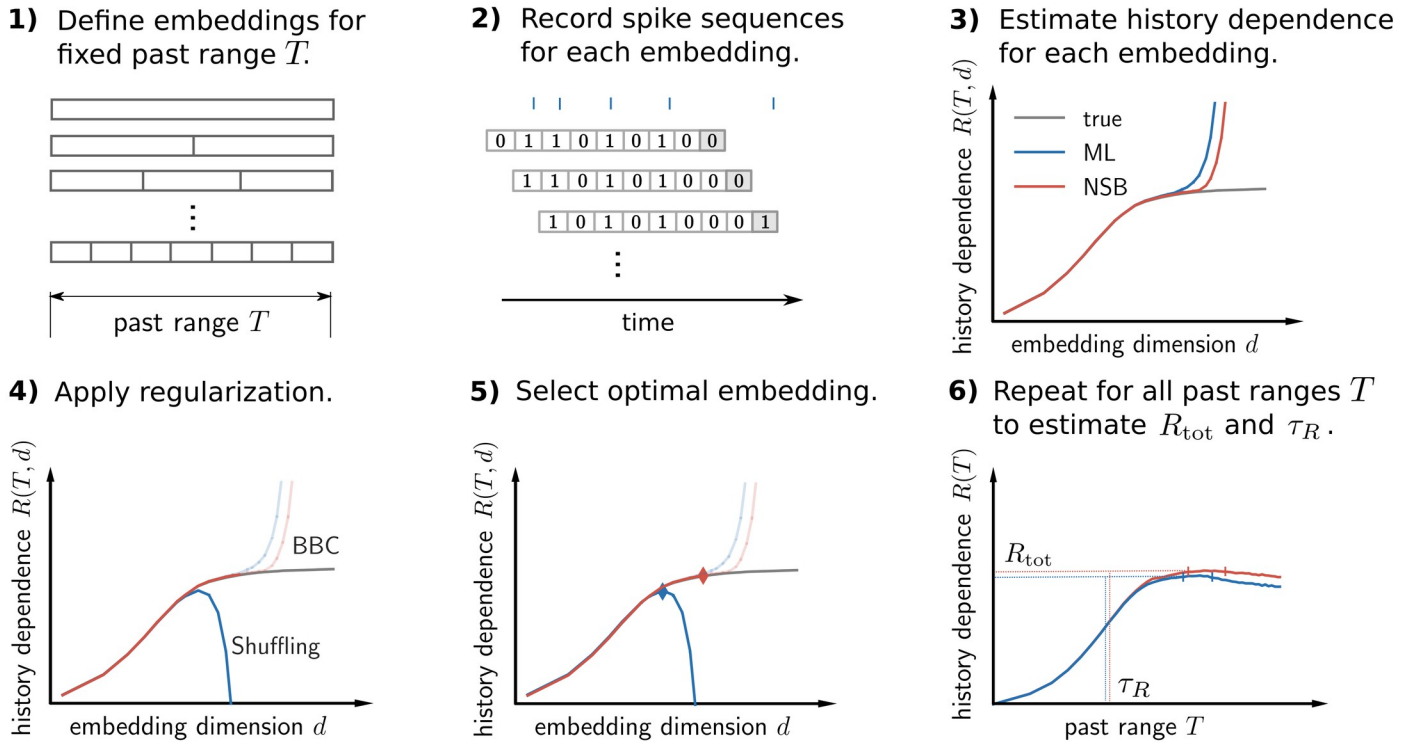 1) Define embeddings for
fixed past range T.
past range T
2) Record spike sequences
for each embedding.
0 1 1 0 1 0 1 0 0
1 1 0 1 0 1 0 0 0
1 0 1 0 1 0 0 0 1
time
3) Estimate history dependence
for each embedding.
history dependence R(T, d)
true
ML
NSB
embedding dimension d
4) Apply regularization.
history dependence R(T, d)
BBC
Shuffling
embedding dimension d
5) Select optimal embedding.
history dependence R(T, d)
embedding dimension d
6) Repeat for all past ranges T
to estimate R_tot and τ_R .
history dependence R(T)
R_tot
τ_R
past range T